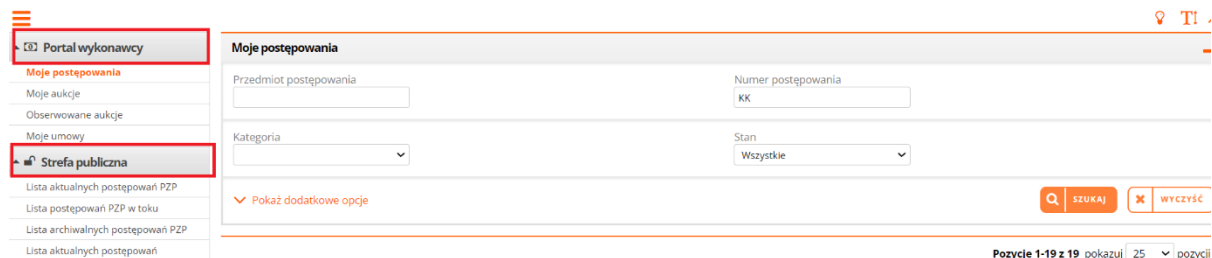 Portal wykonawcy
Moje postępowania
Moje aukcje
Obserwowane aukcje
Moje umowy
Strefa publiczna
Lista aktualnych postępowań PZP
Lista postępowań PZP w toku
Lista archiwalnych postępowań PZP
Lista aktualnych postępowań
Moje postępowania
Przedmiot postępowania
Numer postępowania
KK
Kategoria
Stan
Wszystkie
Pokaż dodatkowe opcje
SZUKAJ
WYCZYŚĆ
Pozycje 1-19 z 19 pokazuj 25 pozycji